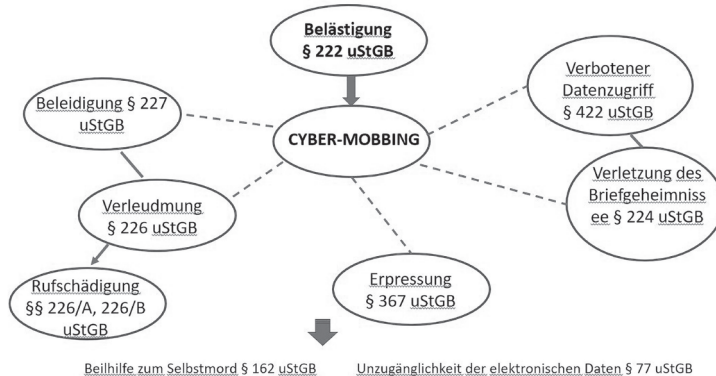 Belästigung
§ 222 uStGB
Verbotener
Datenzugriff
§ 422 uStGB
Beleidigung § 227
uStGB
CYBER-MOBBING
Verletzung des
Briefgeheimniss
ee § 224 uStGB
Verleudmung
§ 226 uStGB
Rufschädigung
§§ 226/A, 226/B
uStGB
Erpressung
§ 367 uStGB
Beilhilfe zum Selbstmord § 162 uStGB
Unzugänglichkeit der elektronischen Daten § 77 uStGB